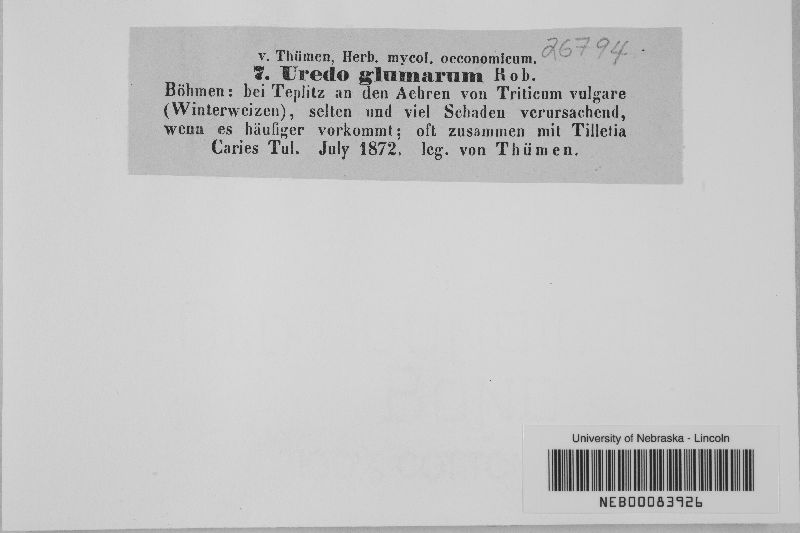 v. Thümen, Herb. mycol. oeconomicum. 26794
7. Uredo glumarum Rob.
Böhmen: bei Teplitz an den Aehren von Triticum vulgare
(Winterweizen), selten und viel Schaden verursachend,
wenn es häufiger vorkommt; oft zusammen mit Tilletia
Caries Tul. July 1872. leg. von Thümen.
University of Nebraska - Lincoln
NEB00083926